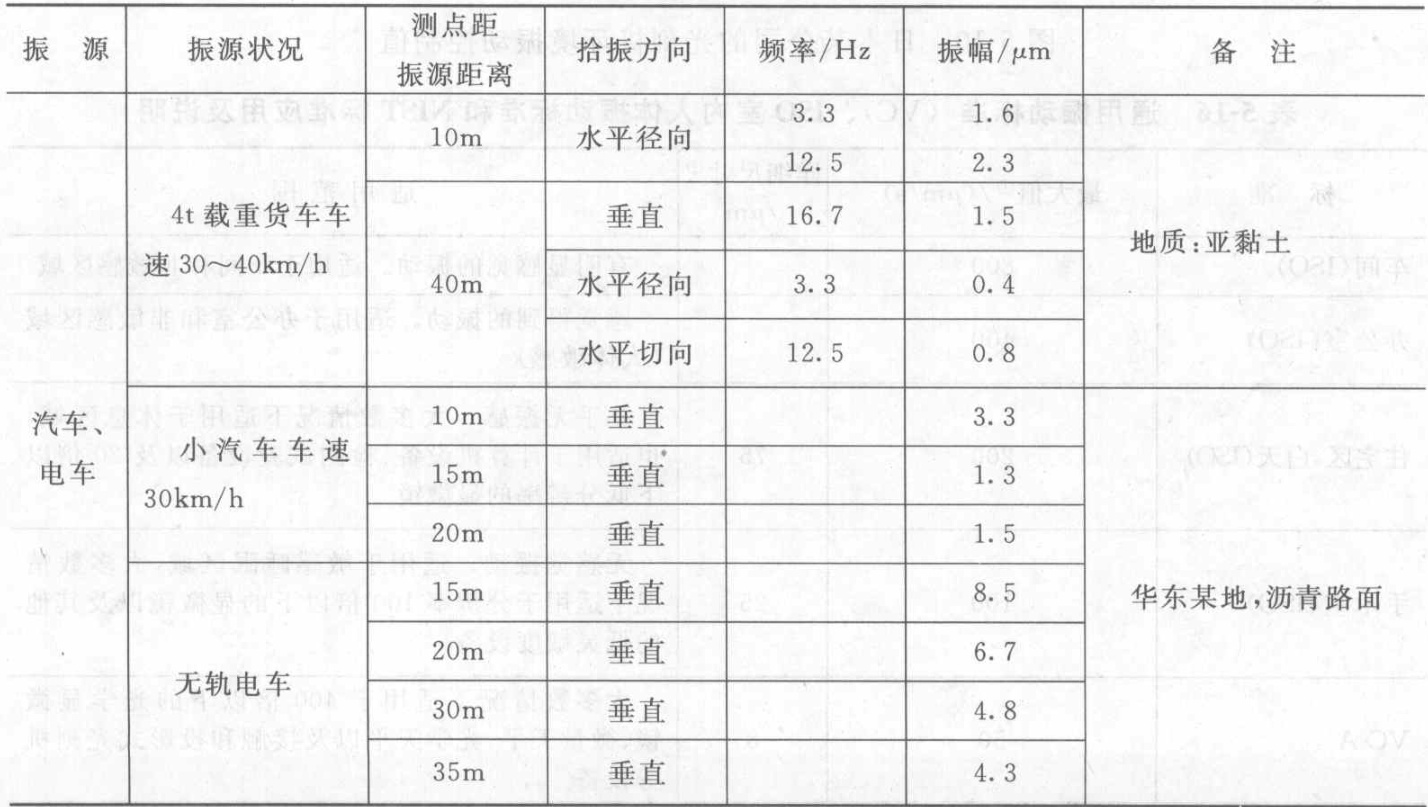 振 源 振源状况 测点距振源距离 拾振方向 频率/Hz 振幅/μm 备 注
汽车、
电车
4t 载重货车车
速 30~40km/h
10m 水平径向 3.3 1.6
12.5 2.3
垂直 16.7 1.5
40m 水平径向 3.3 0.4
水平切向 12.5 0.8
地质:亚黏土
小汽车车速
30km/h
10m 垂直 3.3
15m 垂直 1.3
20m 垂直 1.5
无轨电车
15m 垂直 8.5
20m 垂直 6.7
30m 垂直 4.8
35m 垂直 4.3
华东某地,沥青路面